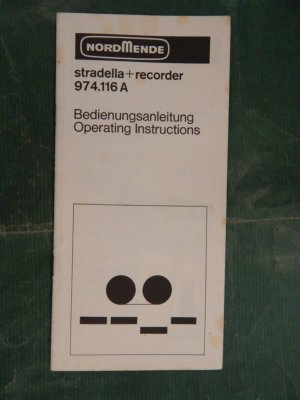 NORDMENDE
stradella+recorder
974.116 A
Bedienungsanleitung
Operating Instructions